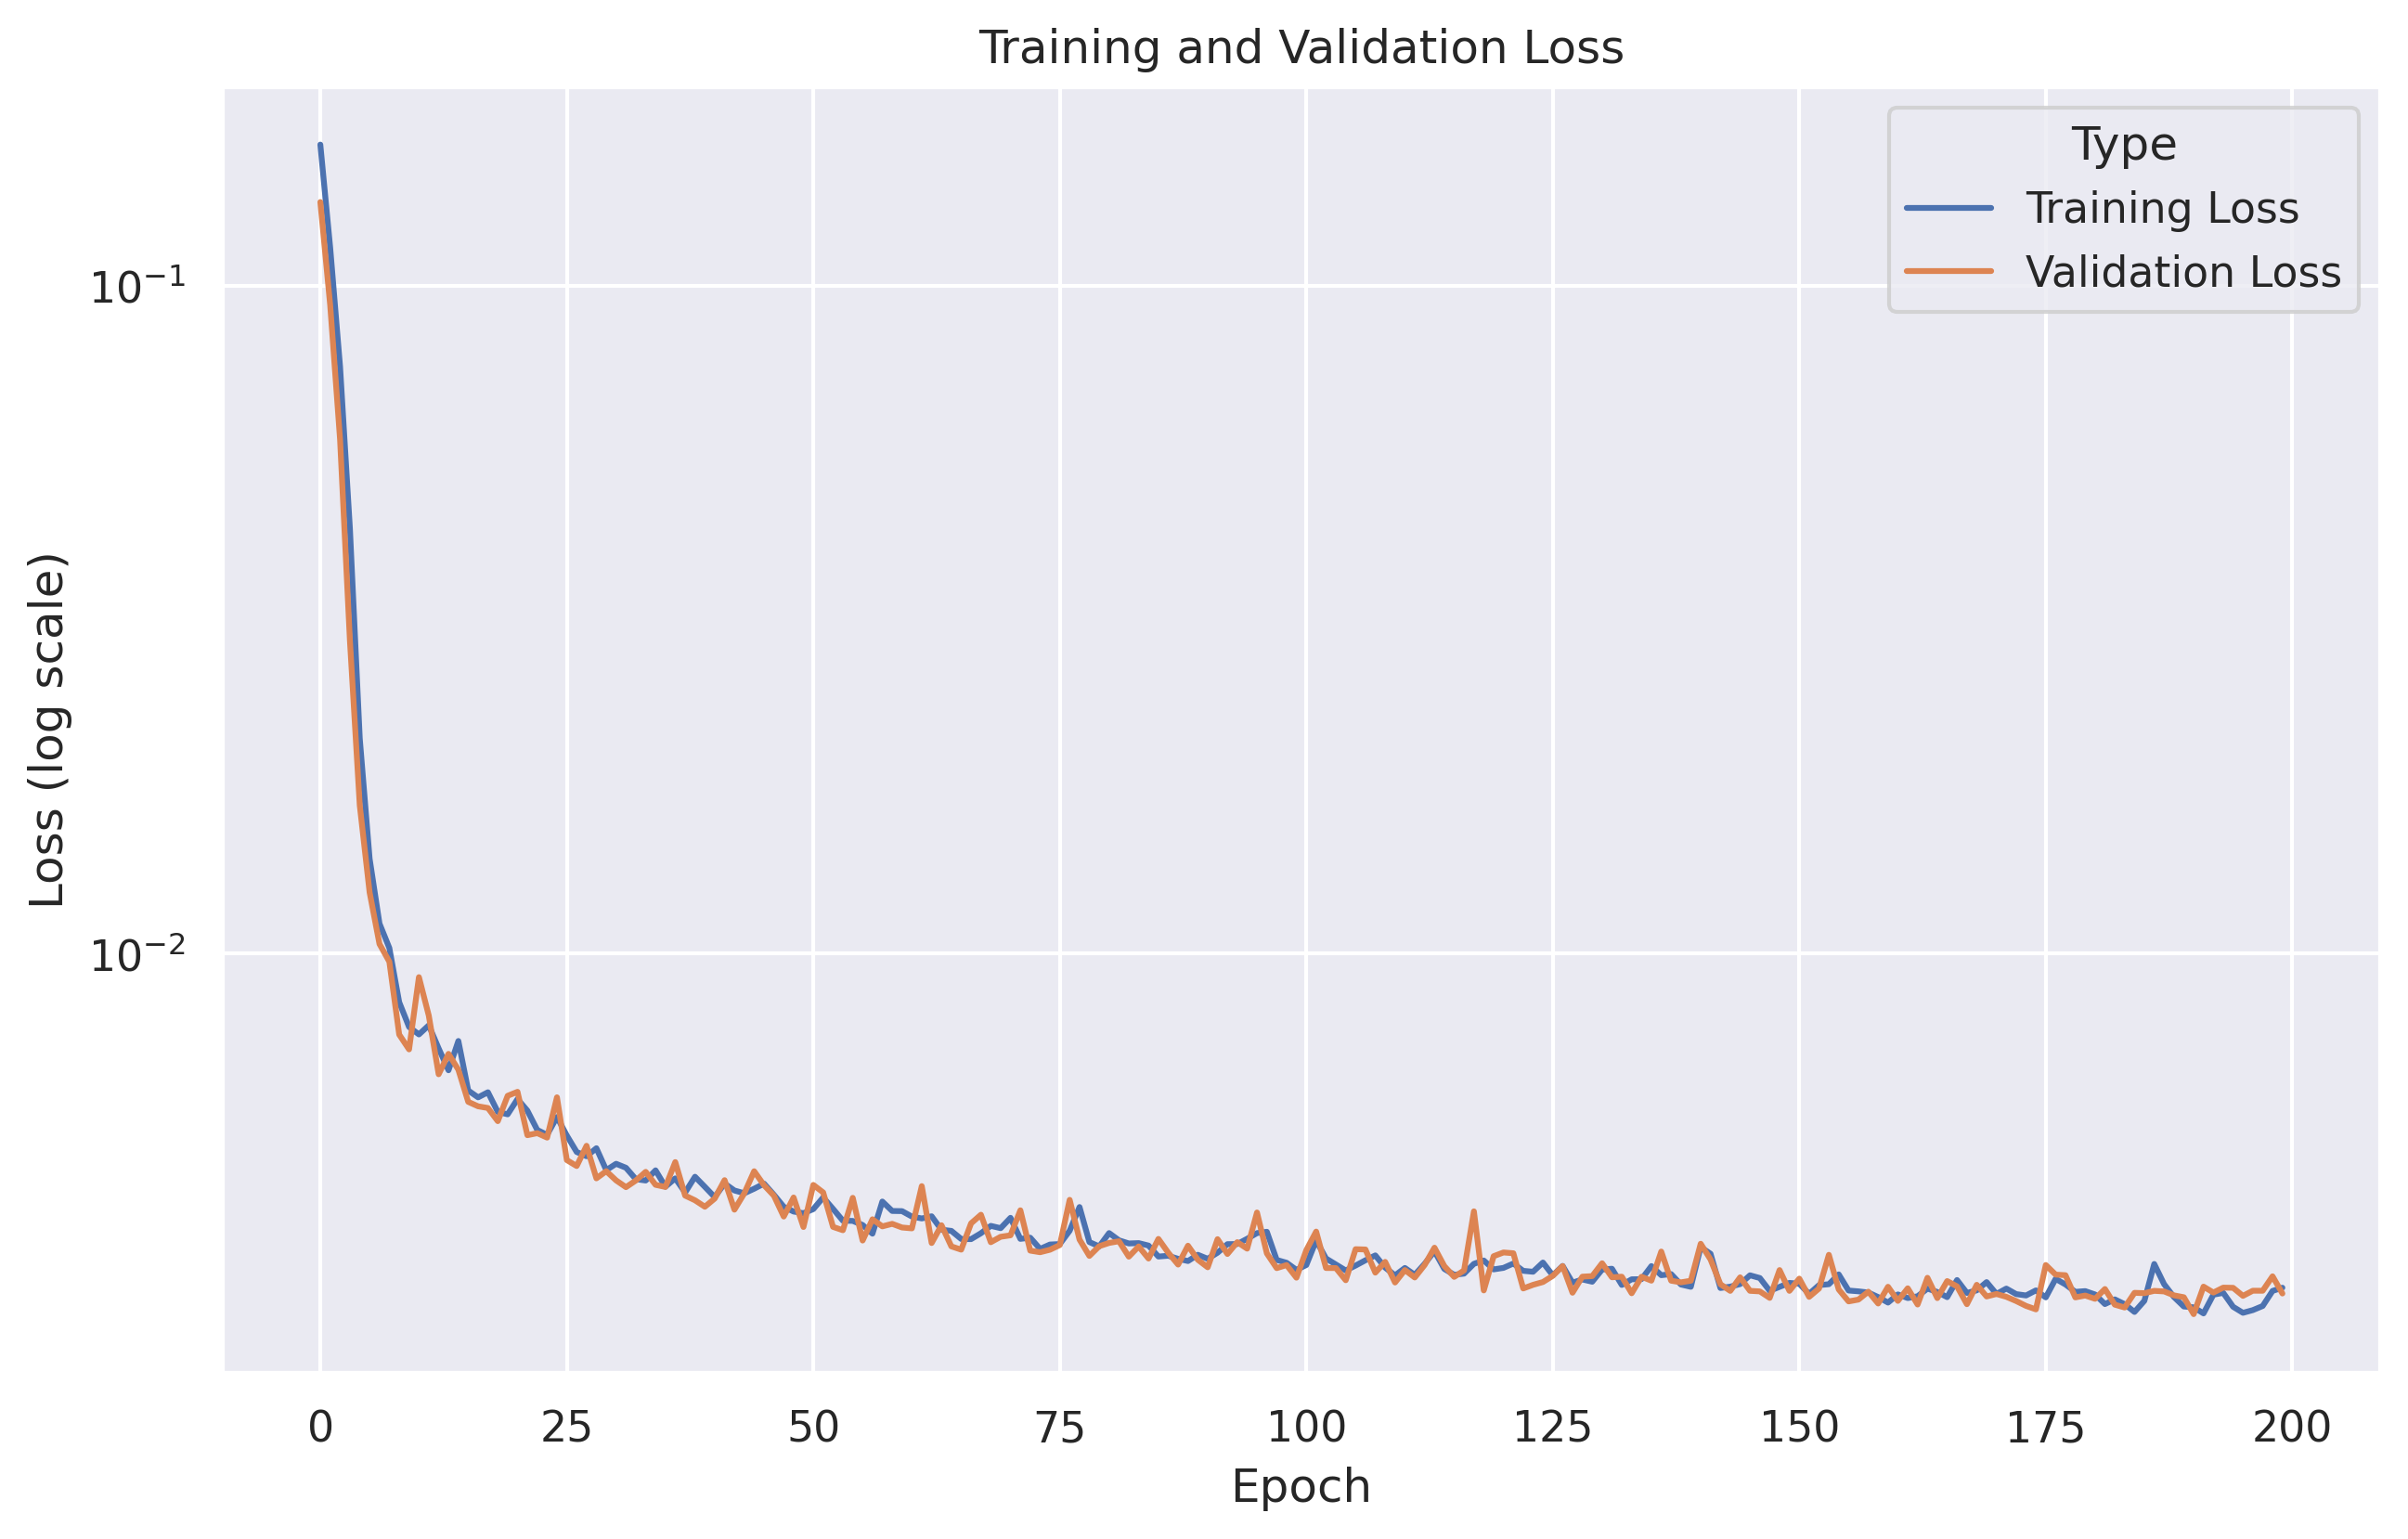 Training and Validation Loss
Type
Training Loss
Validation Loss
Loss (log scale)
10⁻¹
10⁻²
0 25 50 75 100 125 150 175 200
Epoch